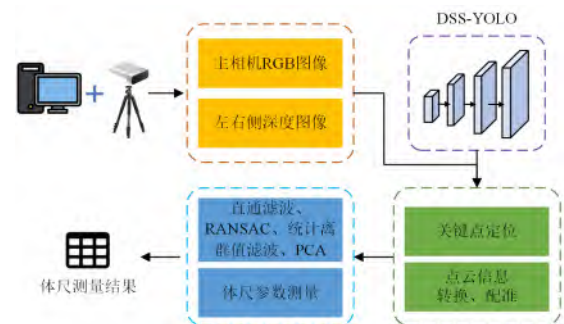 DSS-YOLO
主相机RGB图像
左右侧深度图像
关键点定位
点云信息
转换、配准
直通滤波、
RANSAC、统计离
群值滤波、PCA
体尺参数测量
体尺测量结果